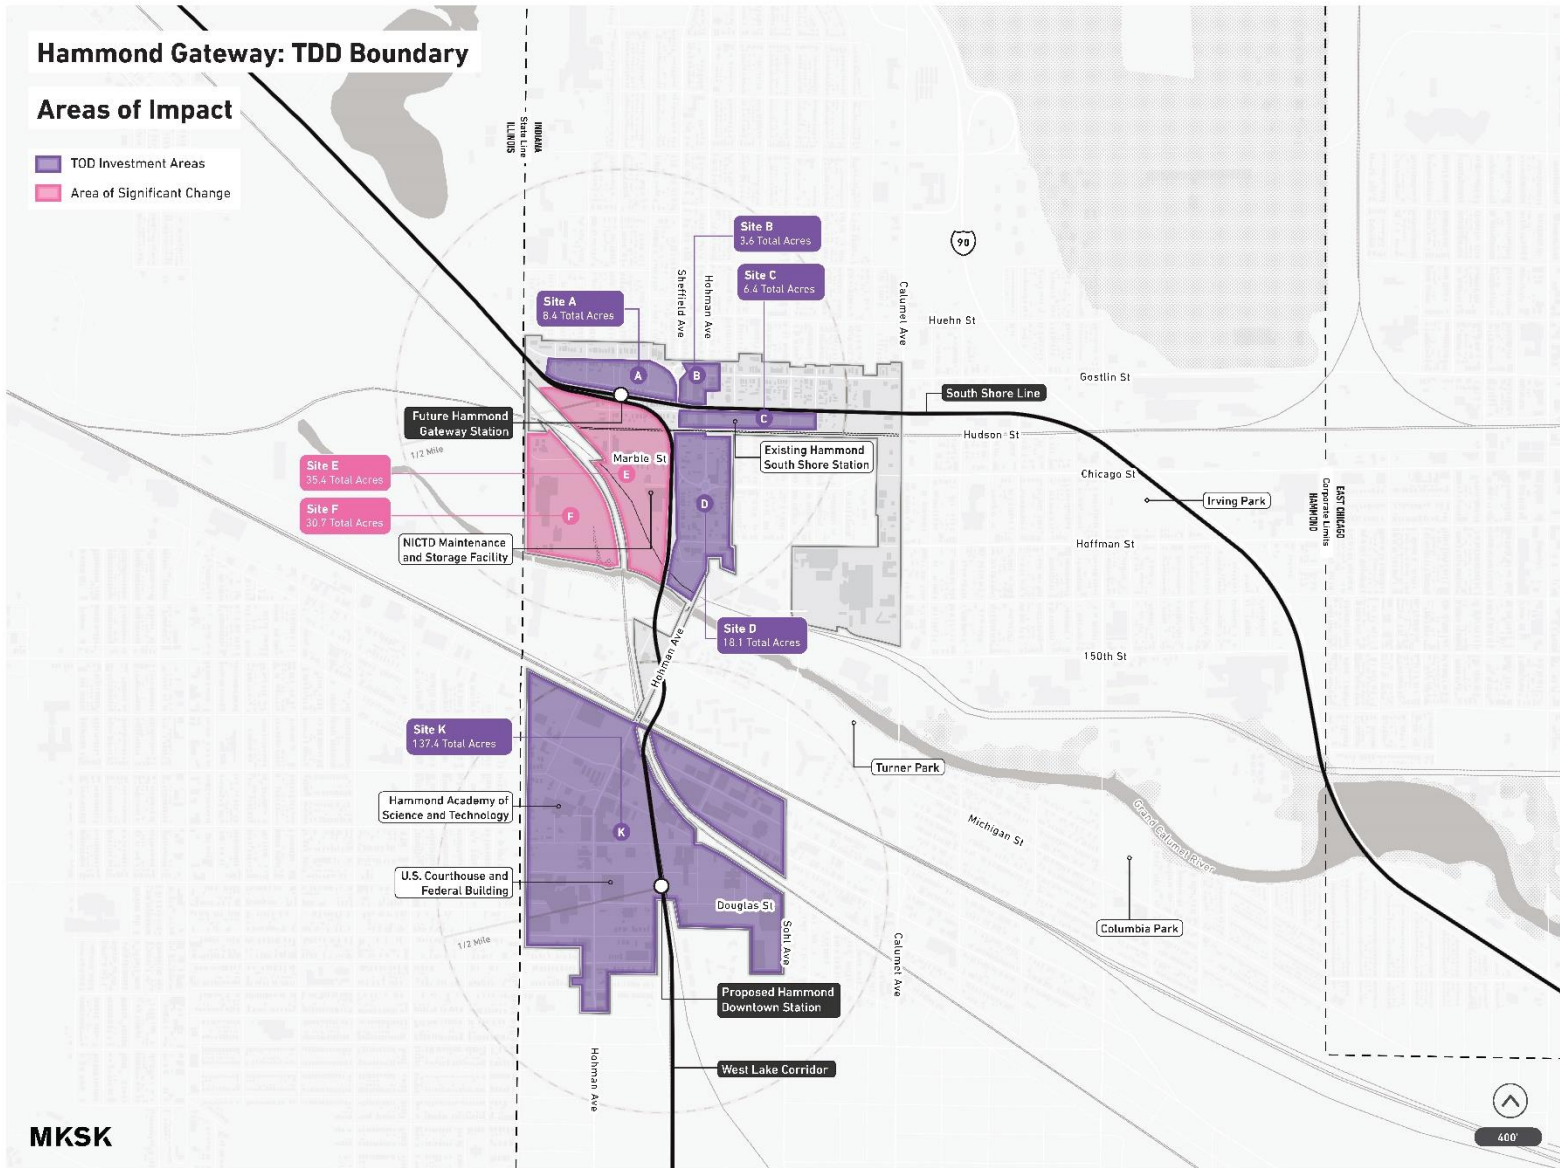 Hammond Gateway: TDD Boundary
Areas of Impact
TOD Investment Areas
Area of Significant Change
INDIANA
State Line
ILLINOIS
90
Site B
3.6 Total Acres
Site C
6.4 Total Acres
Site A
8.4 Total Acres
Sheffield Ave
Hohman Ave
Calumet Ave
Huehn St
Gostlin St
A
B
C
South Shore Line
Future Hammond
Gateway Station
Hudson St
Existing Hammond
South Shore Station
1/2 Mile
Marble St
Site E
35.4 Total Acres
E
Chicago St
Irving Park
EAST CHICAGO
Corporate Limits
HAMMOND
Site F
30.7 Total Acres
F
D
NICTD Maintenance
and Storage Facility
Hoffman St
Site D
18.1 Total Acres
Hohman Ave
150th St
Site K
137.4 Total Acres
Turner Park
Hammond Academy of
Science and Technology
K
Michigan St
Grand Calumet River
U.S. Courthouse and
Federal Building
Douglas St
Sohl Ave
Calumet Ave
Columbia Park
1/2 Mile
Proposed Hammond
Downtown Station
Hohman Ave
West Lake Corridor
MKSK
400'